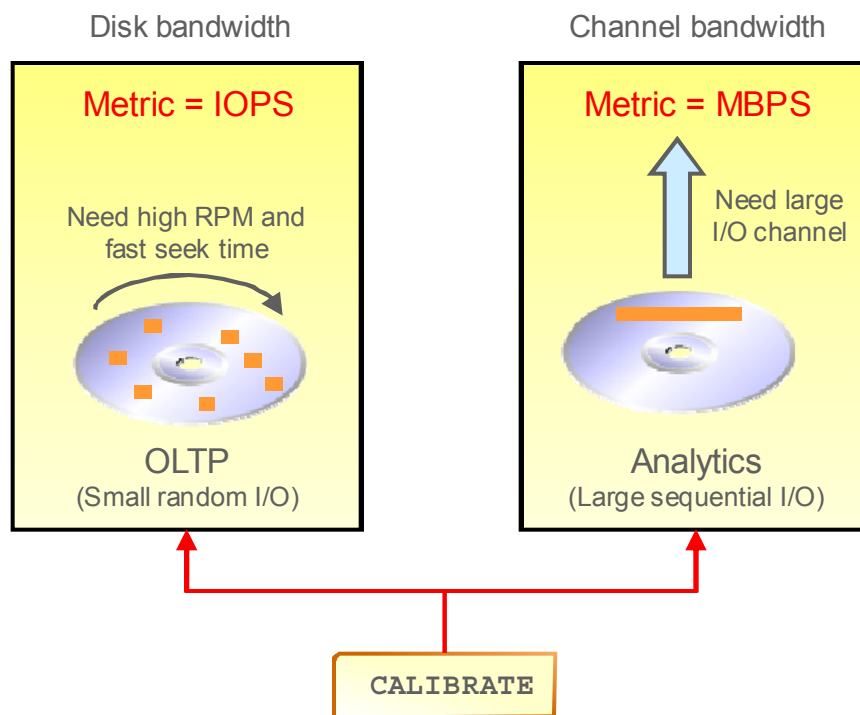 Disk bandwidth
Metric = IOPS
Need high RPM and
fast seek time
OLTP
(Small random I/O)
Channel bandwidth
Metric = MBPS
Need large
I/O channel
Analytics
(Large sequential I/O)
CALIBRATE